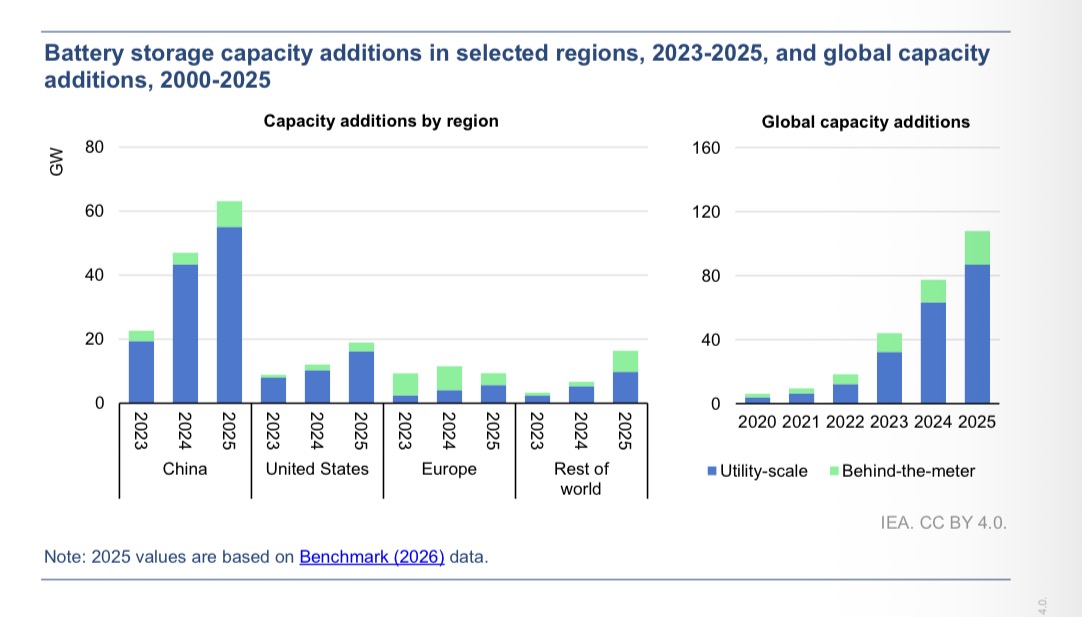 Battery storage capacity additions in selected regions, 2023-2025, and global capacity
additions, 2000-2025
Capacity additions by region
GW
80
60
40
20
0
2023
2024
2025
2023
2024
2025
2023
2024
2025
2023
2024
2025
China
United States
Europe
Rest of
world
Global capacity additions
160
120
80
40
0
2020 2021 2022 2023 2024 2025
Utility-scale
Behind-the-meter
IEA. CC BY 4.0.
Note: 2025 values are based on Benchmark (2026) data.
4.0.